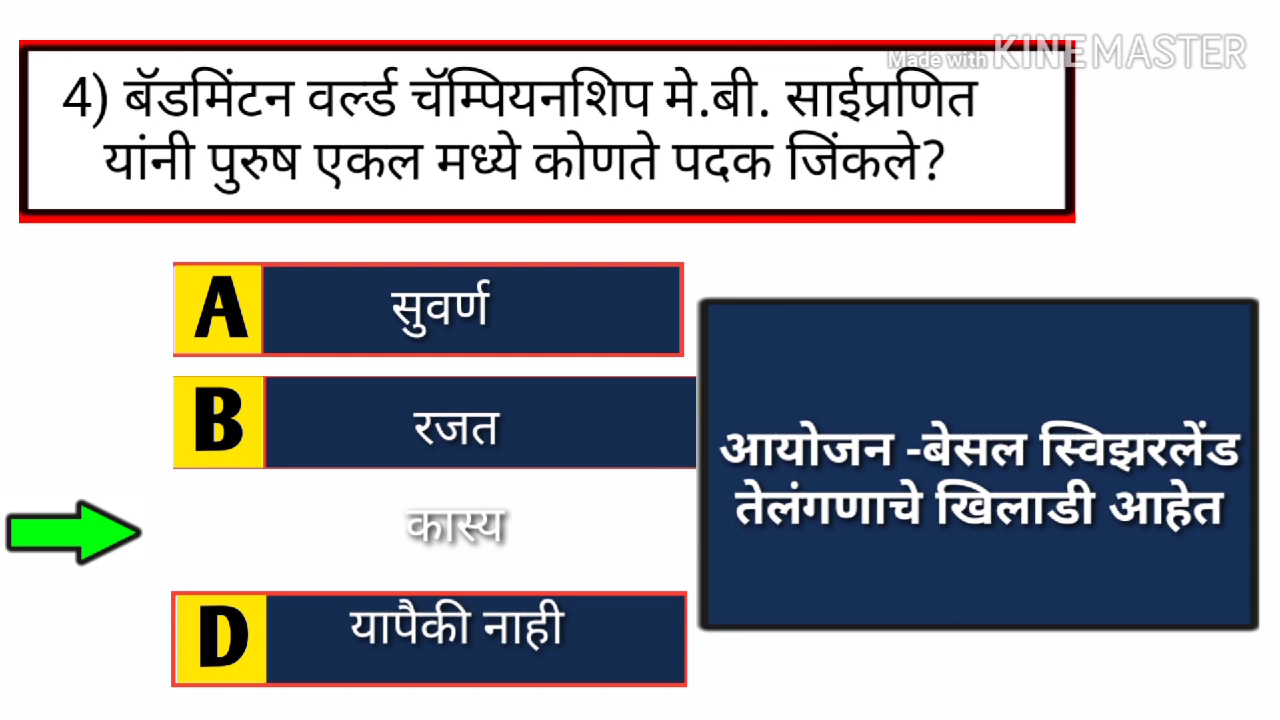 Made with KINEMASTER
4) बॅडमिंटन वर्ल्ड चॅम्पियनशिप मे.बी. साईप्रणित
यांनी पुरुष एकल मध्ये कोणते पदक जिंकले?
A सुवर्ण
B रजत
कास्य
D यापैकी नाही
आयोजन -बेसल स्विझरलेंड
तेलंगणाचे खिलाडी आहेत